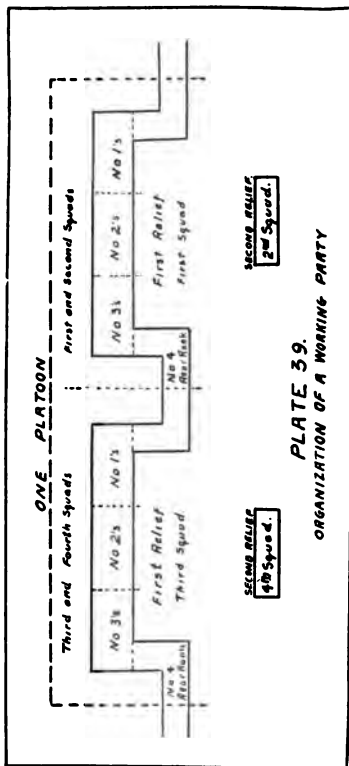 ONE PLATOON
Third and Fourth Squads
First and Second Squads
No 3's
No 2's
No 1's
No 3's
No 2's
No 1's
No 4
Rear Rank
First Relief
Third Squad
No 4
Rear Rank
First Relief
First Squad
SECOND RELIEF
4th Squad.
SECOND RELIEF
2nd Squad.
PLATE 39.
ORGANIZATION OF A WORKING PARTY